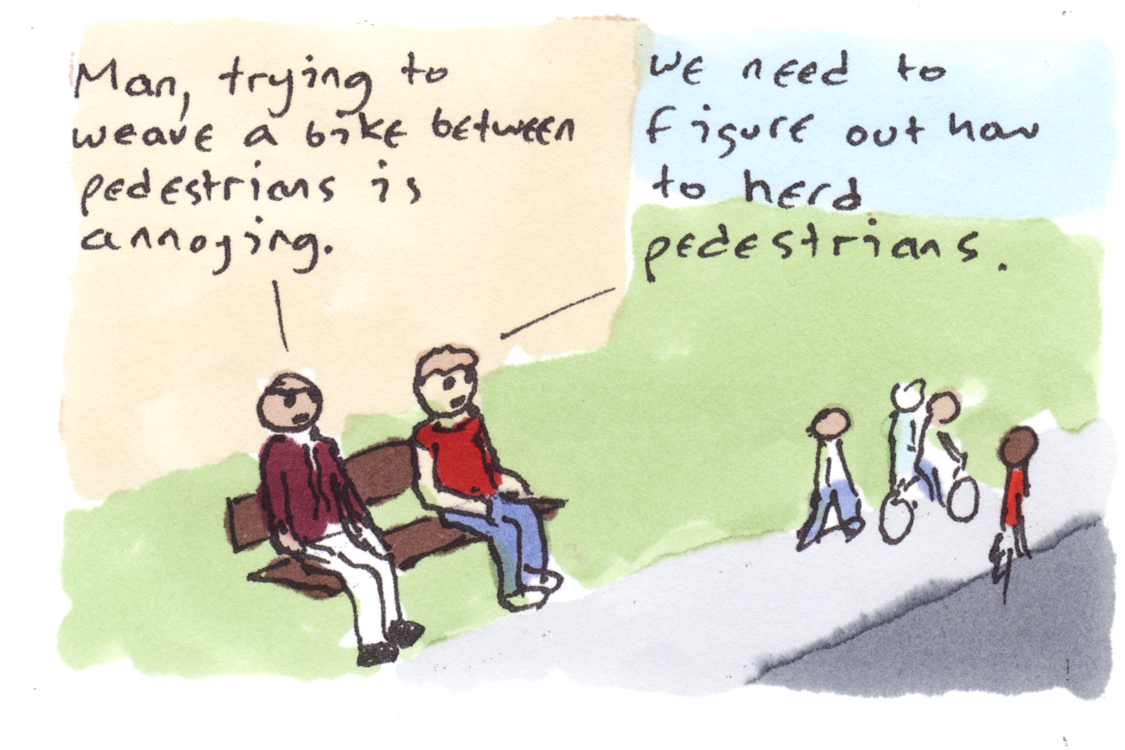 Man, trying to
weave a bike between
pedestrians is
annoying.
We need to
figure out how
to herd
pedestrians.